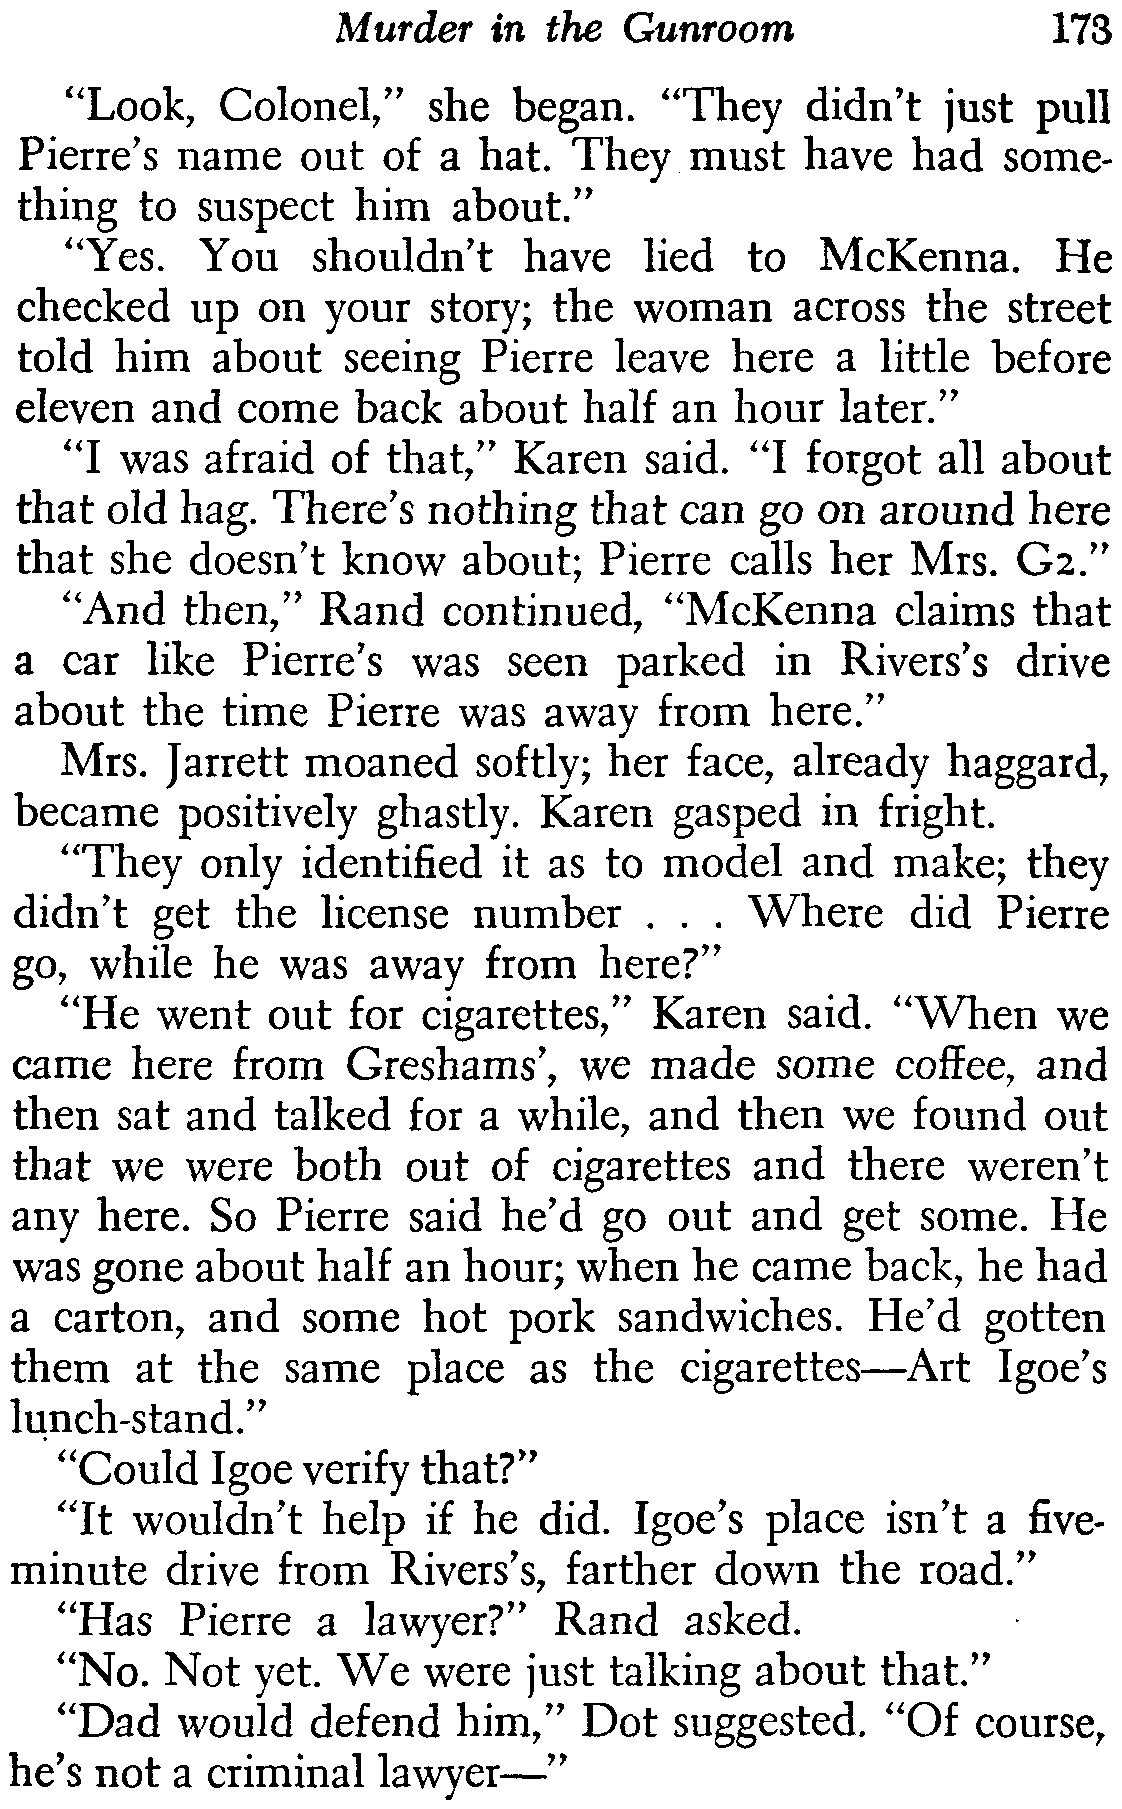 Murder in the Gunroom 173
“Look, Colonel,” she began. “They didn’t just pull
Pierre’s name out of a hat. They must have had some-
thing to suspect him about.”
“Yes. You shouldn’t have lied to McKenna. He
checked up on your story; the woman across the street
told him about seeing Pierre leave here a little before
eleven and come back about half an hour later.”
“I was afraid of that,” Karen said. “I forgot all about
that old hag. There’s nothing that can go on around here
that she doesn’t know about; Pierre calls her Mrs. G2.”
“And then,” Rand continued, “McKenna claims that
a car like Pierre’s was seen parked in Rivers’s drive
about the time Pierre was away from here.”
Mrs. Jarrett moaned softly; her face, already haggard,
became positively ghastly. Karen gasped in fright.
“They only identified it as to model and make; they
didn’t get the license number . . . Where did Pierre
go, while he was away from here?”
“He went out for cigarettes,” Karen said. “When we
came here from Greshams’, we made some coffee, and
then sat and talked for a while, and then we found out
that we were both out of cigarettes and there weren’t
any here. So Pierre said he’d go out and get some. He
was gone about half an hour; when he came back, he had
a carton, and some hot pork sandwiches. He’d gotten
them at the same place as the cigarettes—Art Igoe’s
lunch-stand.”
“Could Igoe verify that?”
“It wouldn’t help if he did. Igoe’s place isn’t a five-
minute drive from Rivers’s, farther down the road.”
“Has Pierre a lawyer?” Rand asked.
“No. Not yet. We were just talking about that.”
“Dad would defend him,” Dot suggested. “Of course,
he’s not a criminal lawyer—”